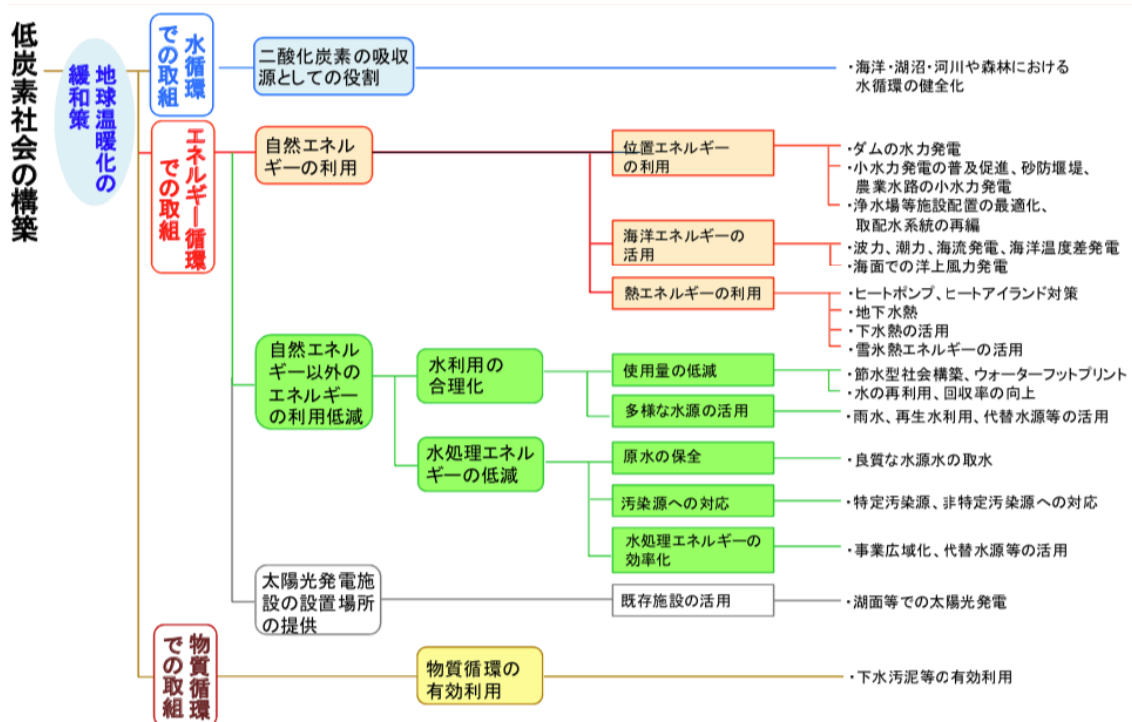 低炭素社会の構築
地球温暖化の
緩和策
水循環
での取組
二酸化炭素の吸収
源としての役割
・海洋・湖沼・河川や森林における
水循環の健全化
エネルギー循環
での取組
自然エネル
ギーの利用
位置エネルギー
の利用
・ダムの水力発電
・小水力発電の普及促進、砂防堰堤、
農業水路の小水力発電
・浄水場等施設配置の最適化、
取配水系統の再編
海洋エネルギーの
活用
・波力、潮力、海流発電、海洋温度差発電
・海面での洋上風力発電
熱エネルギーの利用
・ヒートポンプ、ヒートアイランド対策
・地下水熱
・下水熱の活用
・雪氷熱エネルギーの活用
自然エネル
ギー以外の
エネルギー
の利用低減
水利用の
合理化
使用量の低減
・節水型社会構築、ウォーターフットプリント
・水の再利用、回収率の向上
多様な水源の活用
・雨水、再生水利用、代替水源等の活用
水処理エネル
ギーの低減
原水の保全
・良質な水源水の取水
汚染源への対応
・特定汚染源、非特定汚染源への対応
水処理エネルギーの
効率化
・事業広域化、代替水源等の活用
太陽光発電施
設の設置場所
の提供
既存施設の活用
・湖面等での太陽光発電
物質循環
での取組
物質循環の
有効利用
・下水汚泥等の有効利用